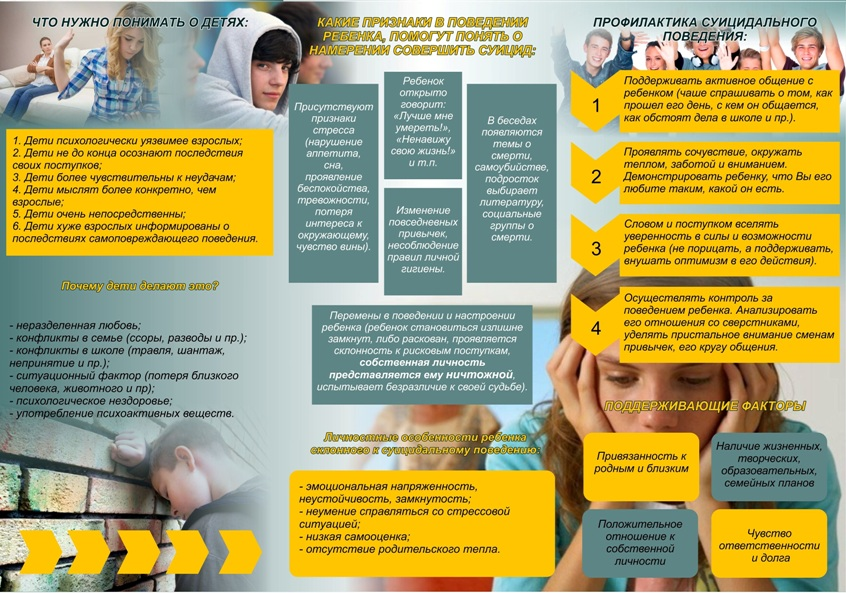 ЧТО НУЖНО ПОНИМАТЬ О ДЕТЯХ:
1. Дети психологически уязвимее взрослых;
2. Дети не до конца осознают последствия
своих поступков;
3. Дети более чувствительны к неудачам;
4. Дети мыслят более конкретно, чем
взрослые;
5. Дети очень непосредственны;
6. Дети хуже взрослых информированы о
последствиях самоповреждающего поведения.
Почему дети делают это?
- неразделенная любовь;
- конфликты в семье (ссоры, разводы и пр.);
- конфликты в школе (травля, шантаж,
неприятие и пр.);
- ситуационный фактор (потеря близкого
человека, животного и пр);
- психологическое нездоровье;
- употребление психоактивных веществ.
КАКИЕ ПРИЗНАКИ В ПОВЕДЕНИИ
РЕБЕНКА, ПОМОГУТ ПОНЯТЬ О
НАМЕРЕНИИ СОВЕРШИТЬ СУИЦИД:
Присутствуют
признаки
стресса
(нарушение
аппетита,
сна,
проявление
беспокойства,
тревожности,
потеря
интереса к
окружающему,
чувство вины).
Ребенок
открыто
говорит:
«Лучше мне
умереть!»,
«Ненавижу
свою жизнь!»
и т.п.
Изменение
повседневных
привычек,
несоблюдение
правил личной
гигиены.
В беседах
появляются
темы о
смерти,
самоубийстве,
подросток
выбирает
литературу,
социальные
группы о
смерти.
Перемены в поведении и настроении
ребенка (ребенок становиться излишне
замкнут, либо раскован, проявляется
склонность к рисковым поступкам,
собственная личность
представляется ему ничтожной,
испытывает безразличие к своей судьбе).
Личностные особенности ребенка
склонного к суицидальному поведению:
- эмоциональная напряженность,
неустойчивость, замкнутость;
- неумение справляться со стрессовой
ситуацией;
- низкая самооценка;
- отсутствие родительского тепла.
ПРОФИЛАКТИКА СУИЦИДАЛЬНОГО
ПОВЕДЕНИЯ:
1
Поддерживать активное общение с
ребенком (чаше спрашивать о том, как
прошел его день, с кем он общается,
как обстоят дела в школе и пр.).
2
Проявлять сочувствие, окружать
теплом, заботой и вниманием.
Демонстрировать ребенку, что Вы его
любите таким, какой он есть.
3
Словом и поступком вселять
уверенность в силы и возможности
ребенка (не порицать, а поддерживать,
внушать оптимизм в его действия).
4
Осуществлять контроль за
поведением ребенка. Анализировать
его отношения со сверстниками,
уделять пристальное внимание сменам
привычек, его кругу общения.
ПОДДЕРЖИВАЮЩИЕ ФАКТОРЫ
Привязанность к
родным и близким
Наличие жизненных,
творческих,
образовательных,
семейных планов
Положительное
отношение к
собственной
личности
Чувство
ответственности
и долга